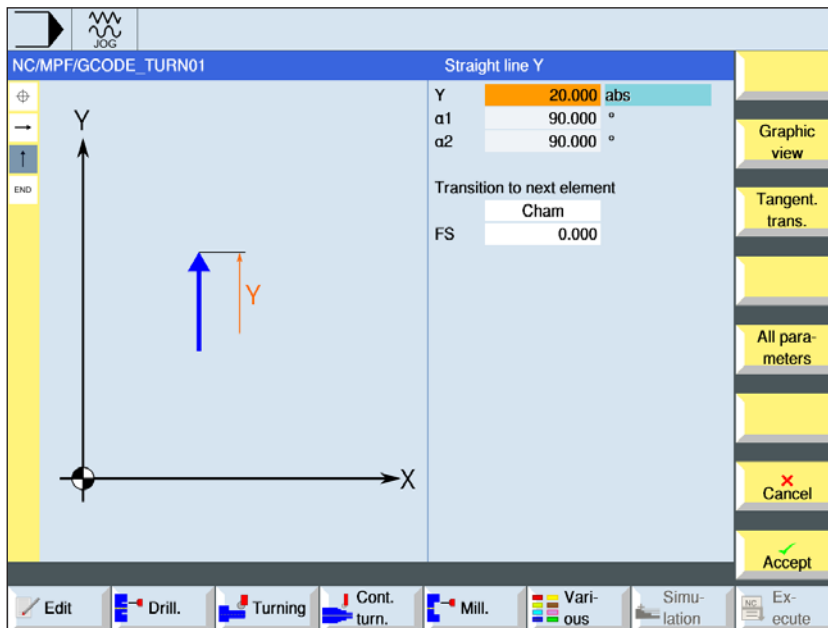 JOG
NC/MPF/GCODE_TURN01
Straight line Y
END
Y
X
Y
Y 20.000 abs
α1 90.000 °
α2 90.000 °
Transition to next element
Cham
FS 0.000
Graphic
view
Tangent.
trans.
All para-
meters
Cancel
Accept
Edit
Drill.
Turning
Cont.
turn.
Mill.
Vari-
ous
Simu-
lation
NC
Ex-
ecute